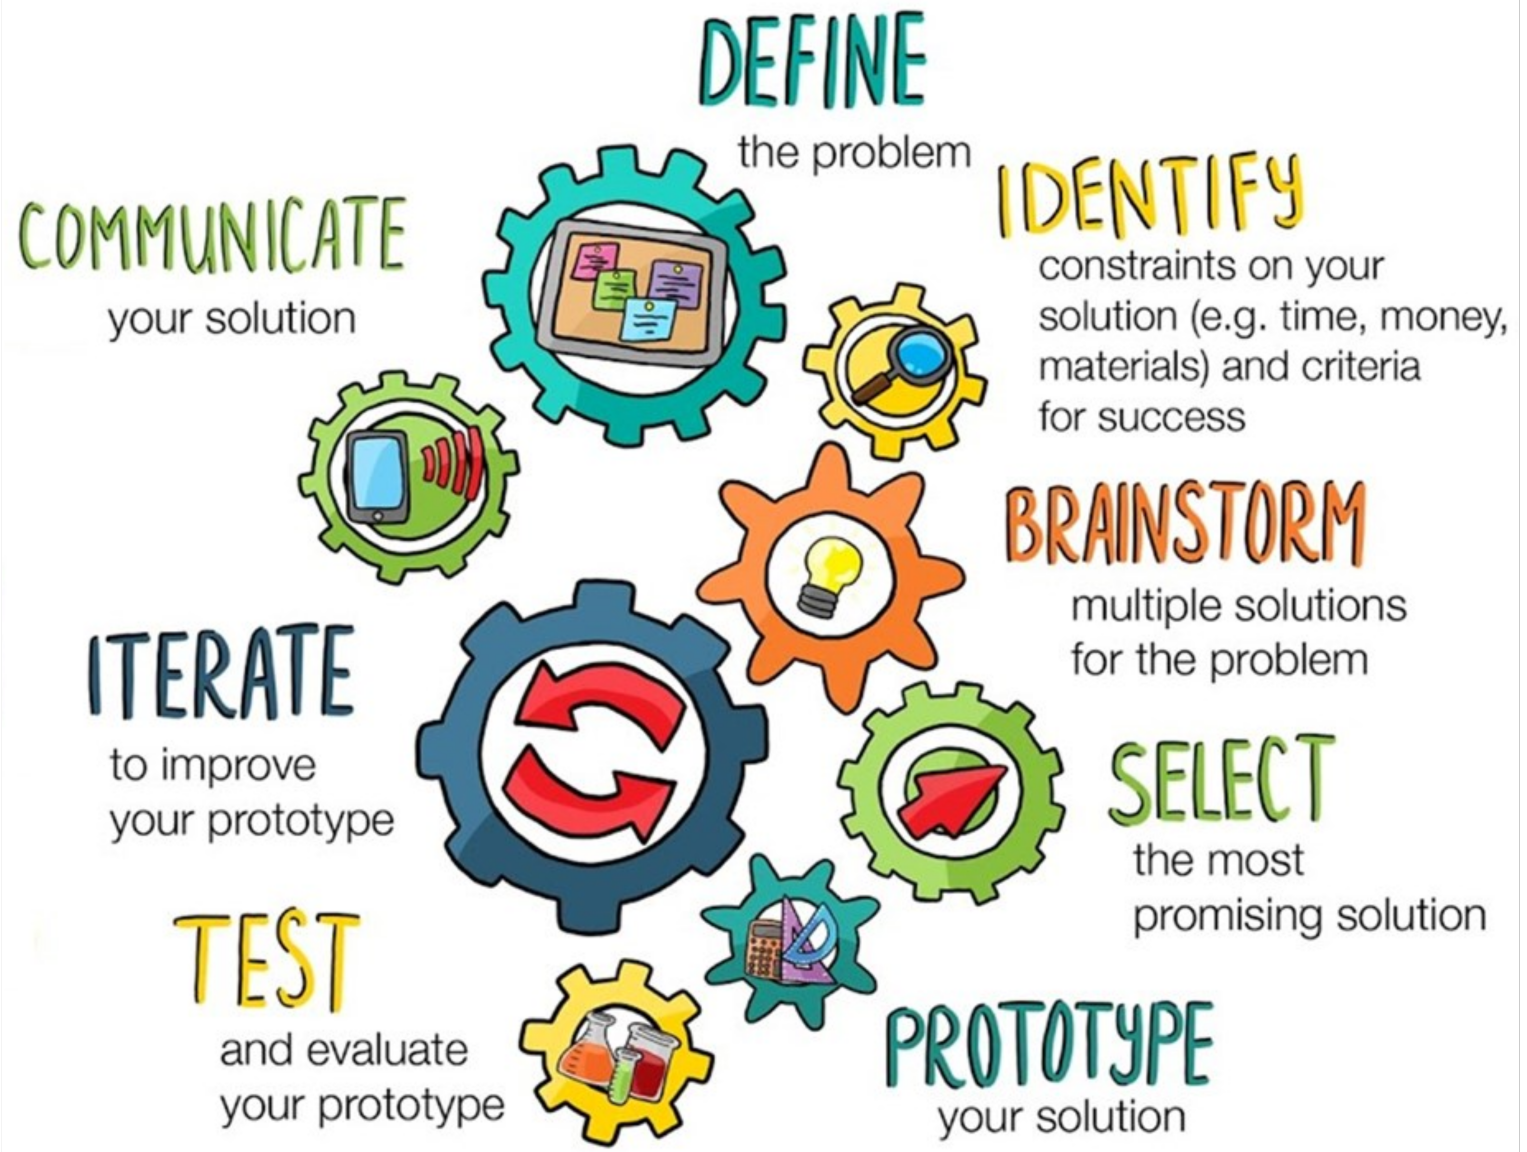 DEFINE
the problem
IDENTIFY
constraints on your
solution (e.g. time, money,
materials) and criteria
for success
BRAINSTORM
multiple solutions
for the problem
SELECT
the most
promising solution
PROTOTYPE
your solution
TEST
and evaluate
your prototype
ITERATE
to improve
your prototype
COMMUNICATE
your solution